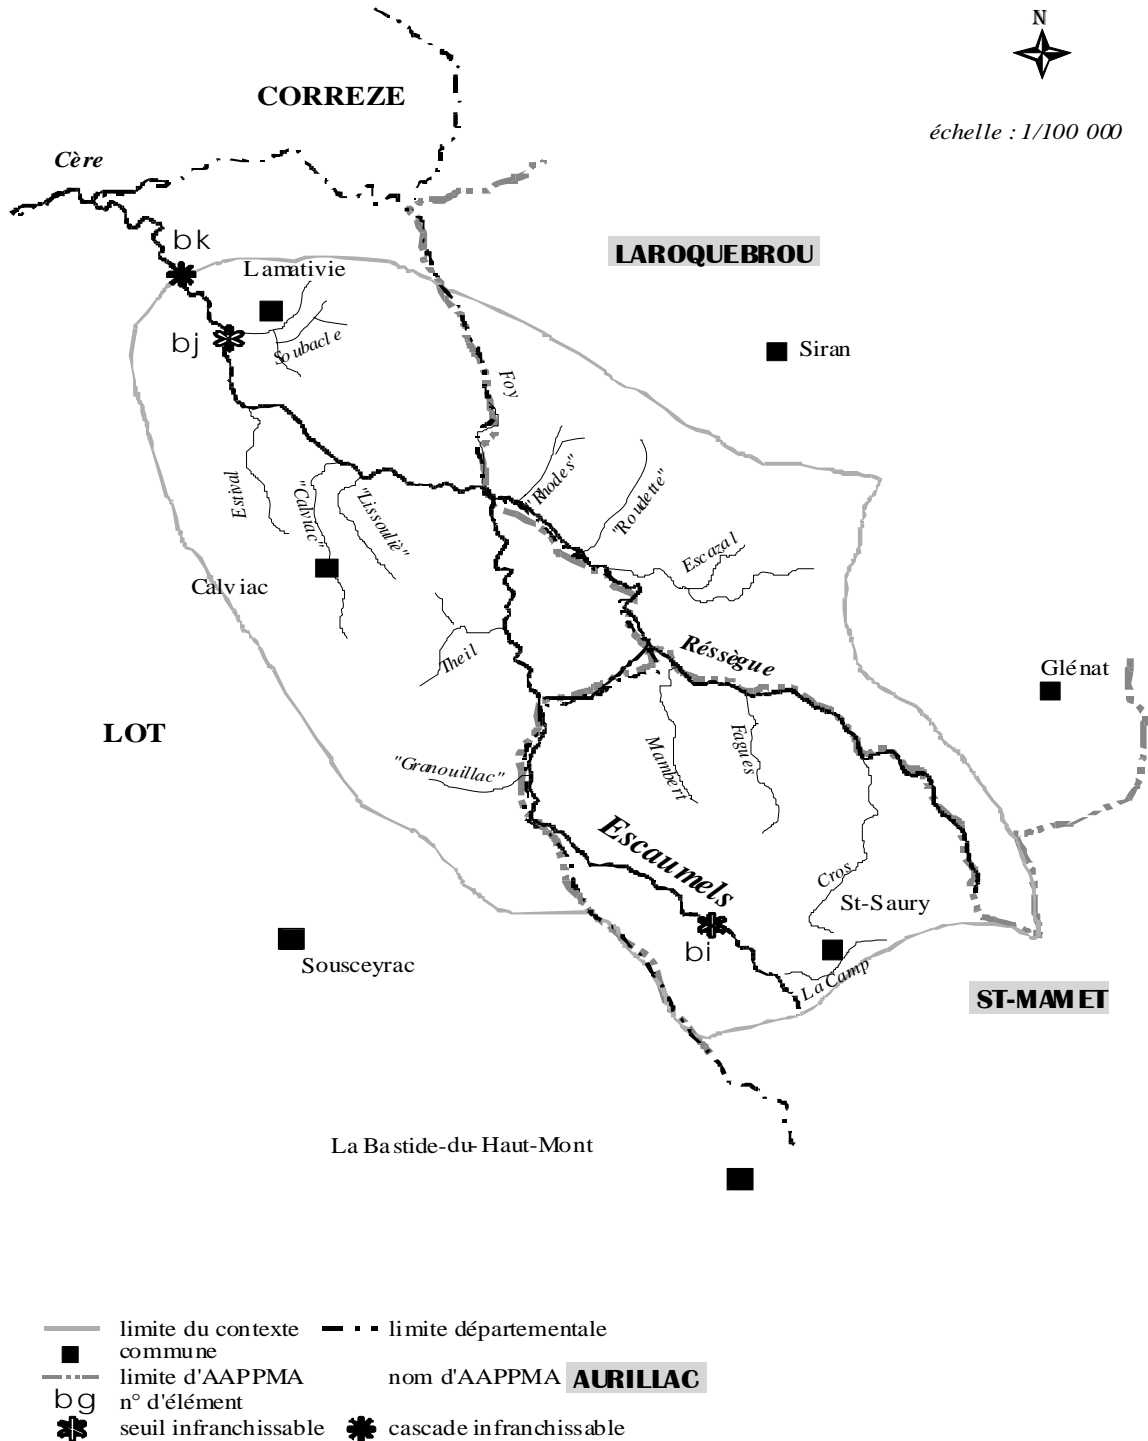 N
CORREZE
échelle : 1/100 000
Cère
bk
LAROQUEBROU
Lamativie
bj
Soubacle
Siran
Foy
"Rhodes"
"Roudette"
Estival
"Calviac"
"Lissouliè"
Escazal
Calviac
Theil
Réssègue
Glénat
LOT
"Granouillac"
Mambert
Fagues
Escaumels
Cros
St-Saury
bi
Sousceyrac
La Camp
ST-MAMET
La Bastide-du-Haut-Mont
limite du contexte
limite départementale
commune
limite d'AAPPMA
nom d'AAPPMA
AURILLAC
bg
n° d'élément
seuil infranchissable
cascade infranchissable